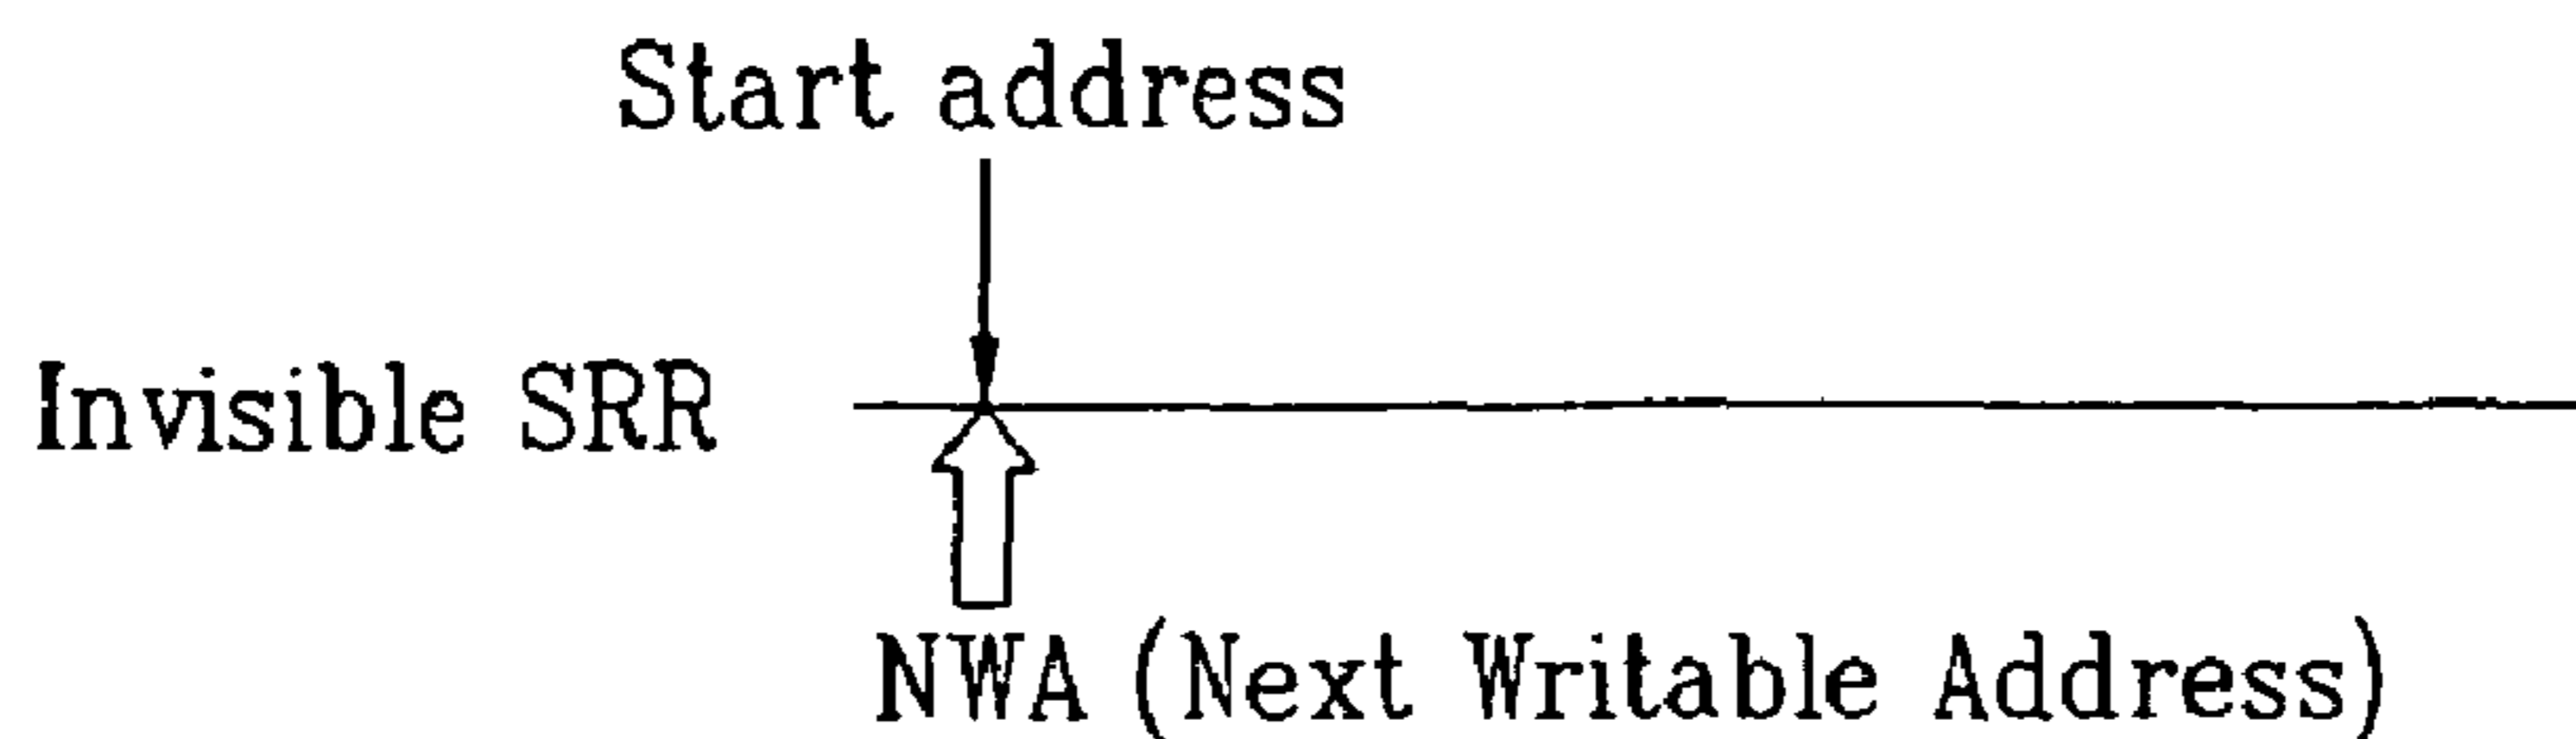 Start address
Invisible SRR
NWA (Next Writable Address)